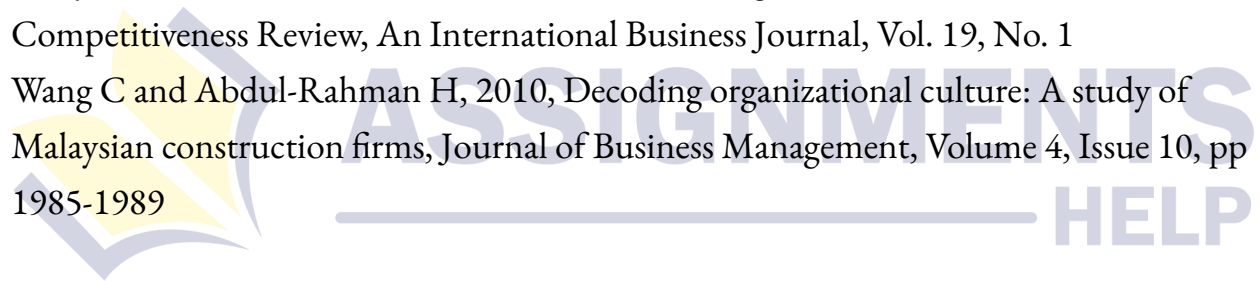 Competitiveness Review, An International Business Journal, Vol. 19, No. 1
Wang C and Abdul-Rahman H, 2010, Decoding organizational culture: A study of
Malaysian construction firms, Journal of Business Management, Volume 4, Issue 10, pp
1985-1989
ASSIGNMENTS
HELP